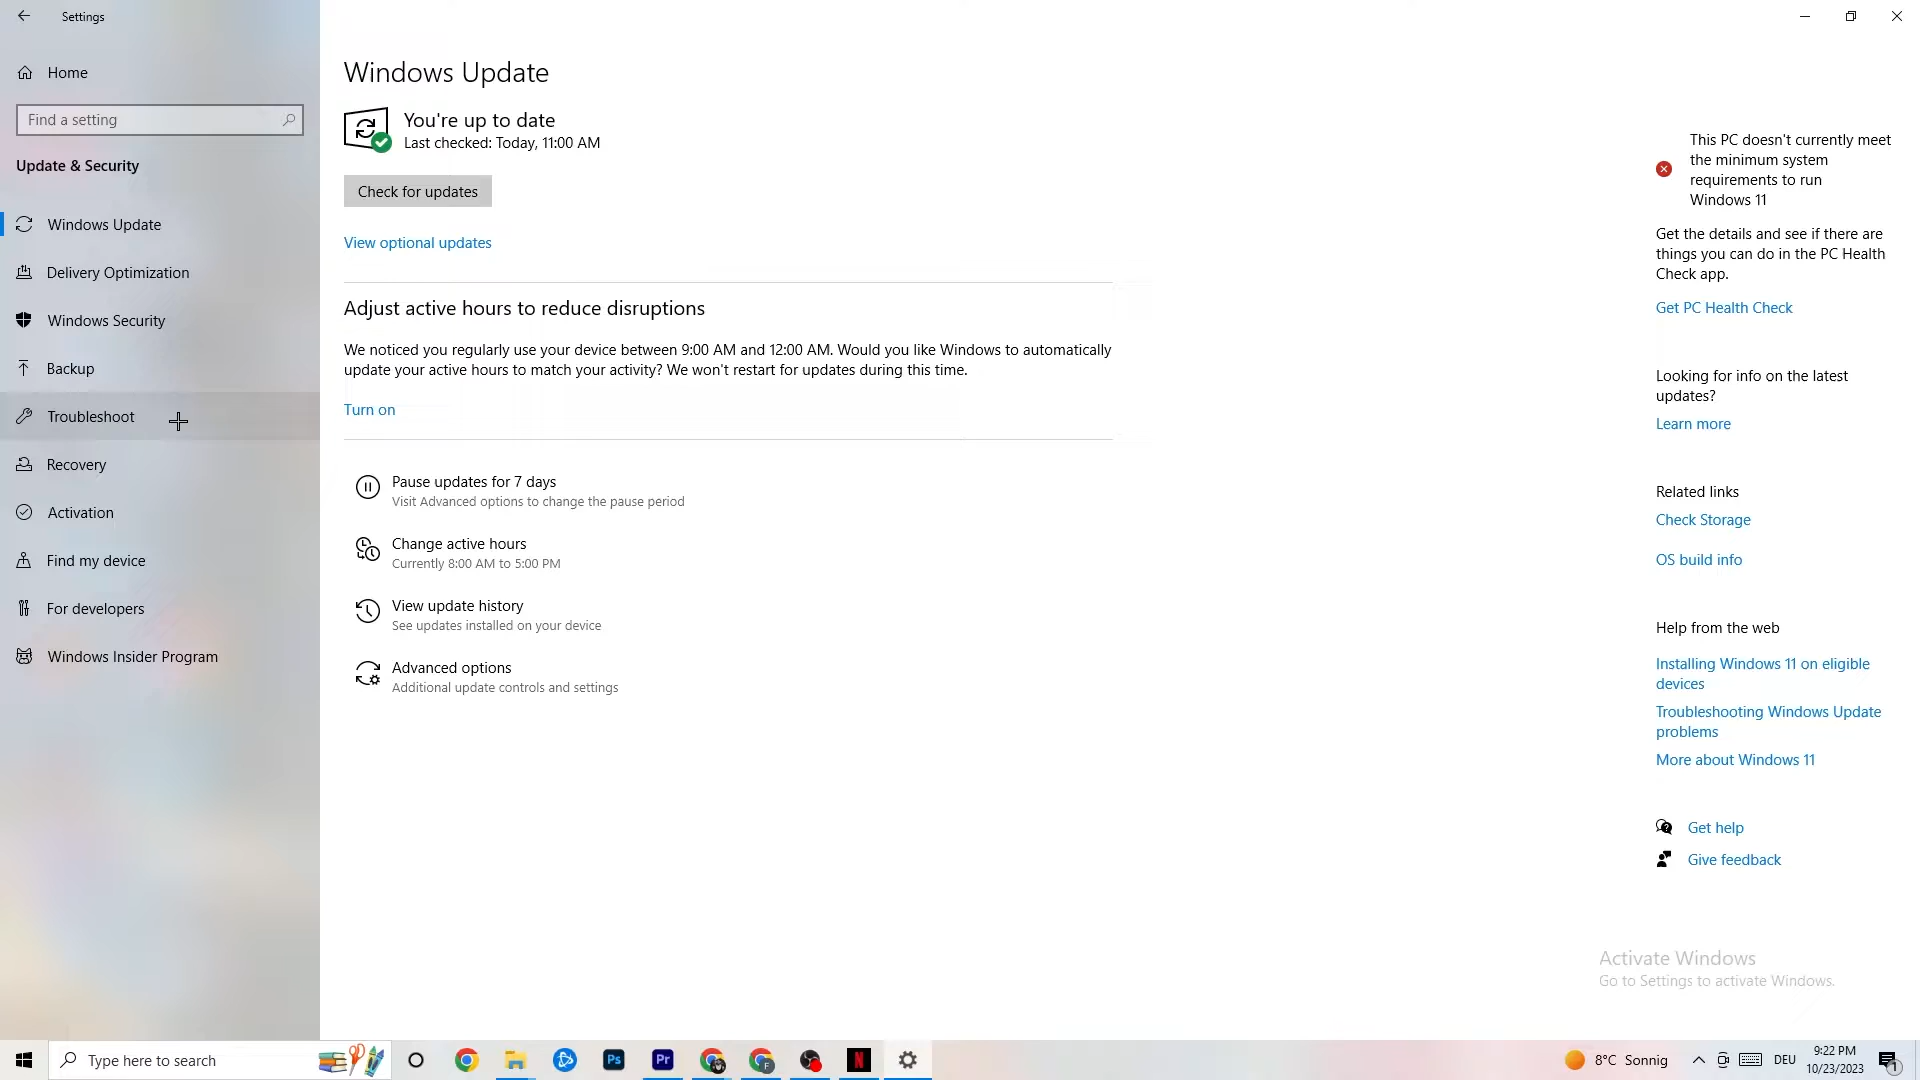 Settings
Home
Find a setting
Update & Security
Windows Update
Delivery Optimization
Windows Security
Backup
Troubleshoot
Recovery
Activation
Find my device
For developers
Windows Insider Program
Windows Update
You're up to date
Last checked: Today, 11:00 AM
Check for updates
View optional updates
Adjust active hours to reduce disruptions
We noticed you regularly use your device between 9:00 AM and 12:00 AM. Would you like Windows to automatically
update your active hours to match your activity? We won't restart for updates during this time.
Turn on
Pause updates for 7 days
Visit Advanced options to change the pause period
Change active hours
Currently 8:00 AM to 5:00 PM
View update history
See updates installed on your device
Advanced options
Additional update controls and settings
This PC doesn't currently meet
the minimum system
requirements to run
Windows 11
Get the details and see if there are
things you can do in the PC Health
Check app.
Get PC Health Check
Looking for info on the latest
updates?
Learn more
Related links
Check Storage
OS build info
Help from the web
Installing Windows 11 on eligible
devices
Troubleshooting Windows Update
problems
More about Windows 11
Get help
Give feedback
Activate Windows
Go to Settings to activate Windows.
Type here to search
Ps
Pr
F
N
8°C Sonnig
DEU
9:22 PM
10/23/2023
1